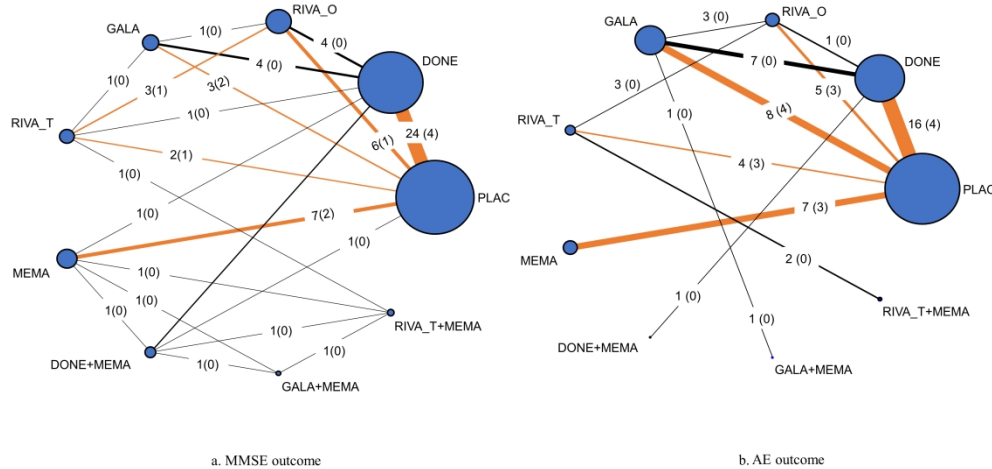 RIVA_O
GALA
1(0)
4 (0)
DONE
4 (0)
1(0)
3(1)
3(2)
RIVA_T
1(0)
24 (4)
6(1)
2(1)
1(0)
PLAC
1(0)
7(2)
1(0)
MEMA
1(0)
1(0)
1(0)
RIVA_T+MEMA
1(0)
1(0)
DONE+MEMA
1(0)
GALA+MEMA
a. MMSE outcome
GALA
3 (0)
RIVA_O
1 (0)
DONE
7 (0)
3 (0)
5 (3)
1 (0)
8 (4)
16 (4)
RIVA_T
4 (3)
PLAC
7 (3)
MEMA
2 (0)
1 (0)
RIVA_T+MEMA
1 (0)
DONE+MEMA
GALA+MEMA
b. AE outcome